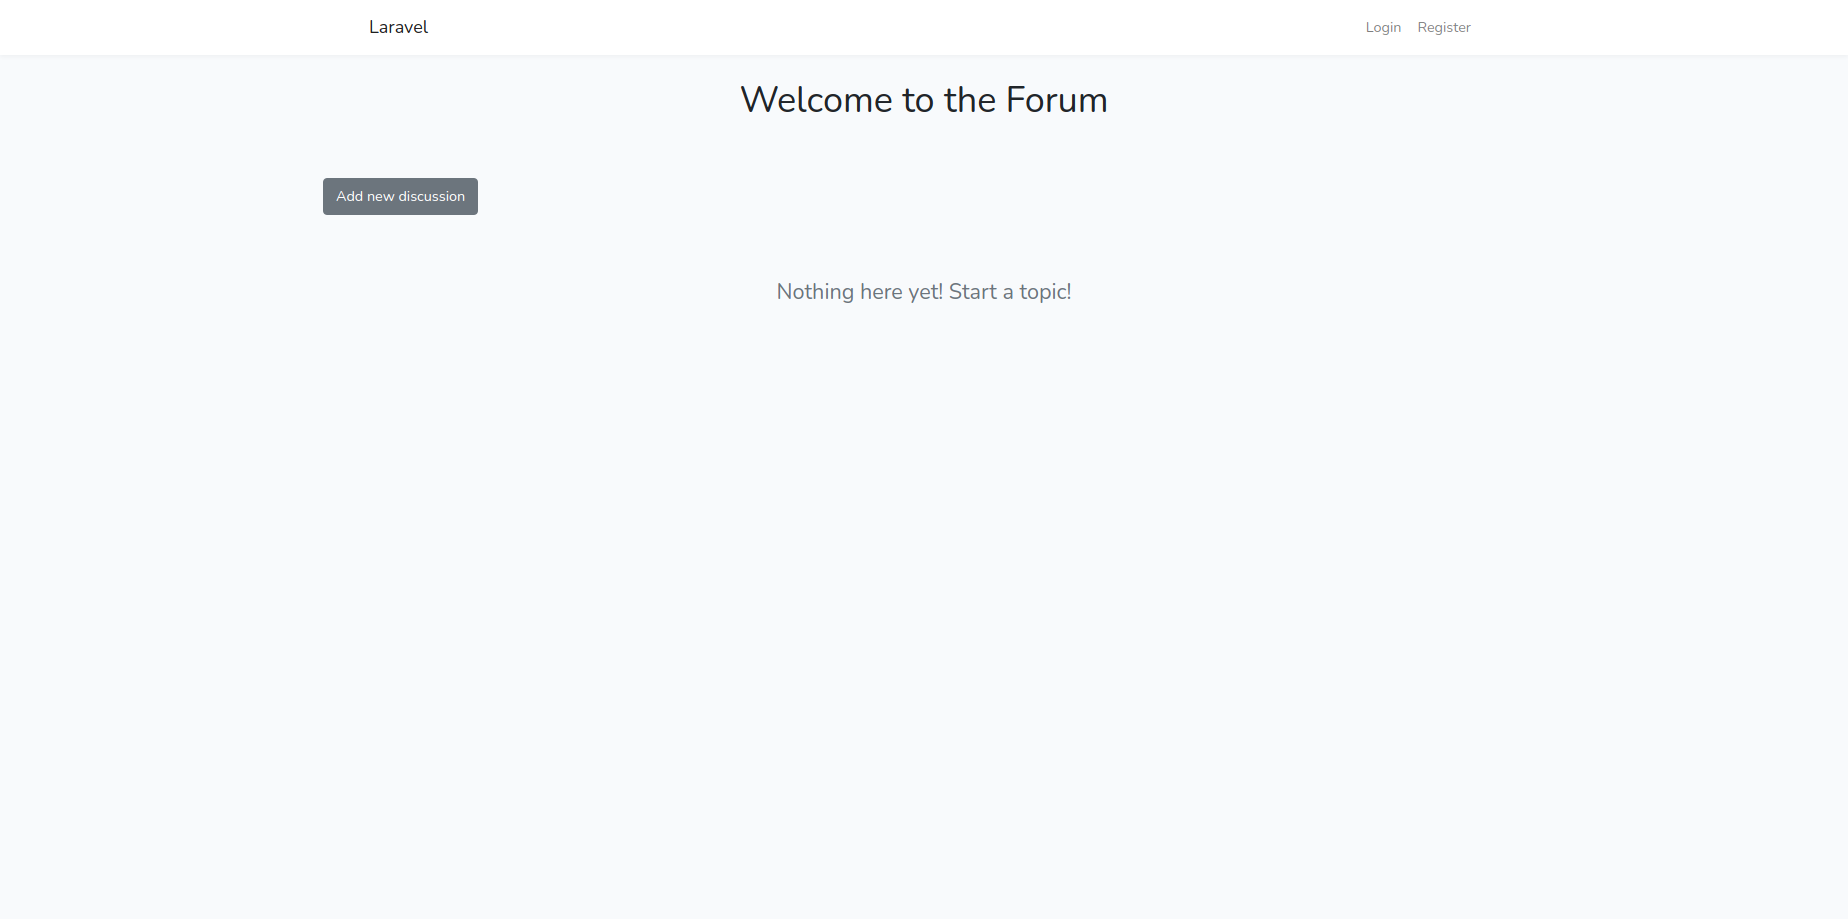 Laravel
Login Register
Welcome to the Forum
Add new discussion
Nothing here yet! Start a topic!